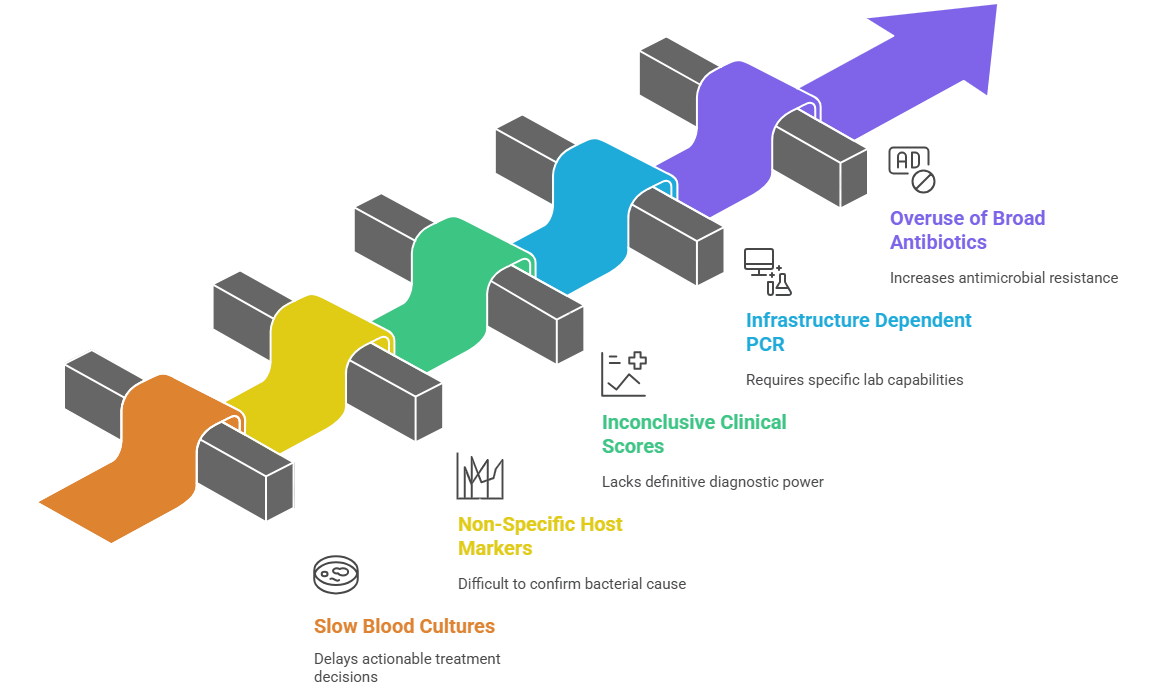 AD
Overuse of Broad
Antibiotics
Increases antimicrobial resistance
Infrastructure Dependent
PCR
Requires specific lab capabilities
Inconclusive Clinical
Scores
Lacks definitive diagnostic power
Non-Specific Host
Markers
Difficult to confirm bacterial cause
Slow Blood Cultures
Delays actionable treatment
decisions